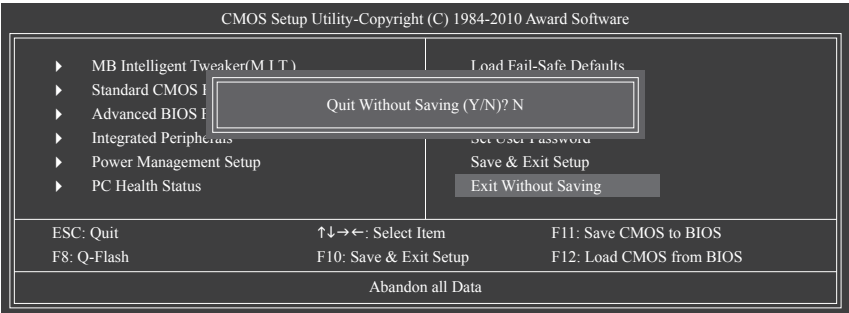 CMOS Setup Utility-Copyright (C) 1984-2010 Award Software
MB Intelligent Tweaker(M.I.T.)
Standard CMOS
Advanced BIOS
Integrated Peripherals
Power Management Setup
PC Health Status
Load Fail-Safe Defaults
Set User Password
Save & Exit Setup
Exit Without Saving
Quit Without Saving (Y/N)? N
ESC: Quit
↑↓→←: Select Item
F11: Save CMOS to BIOS
F8: Q-Flash
F10: Save & Exit Setup
F12: Load CMOS from BIOS
Abandon all Data